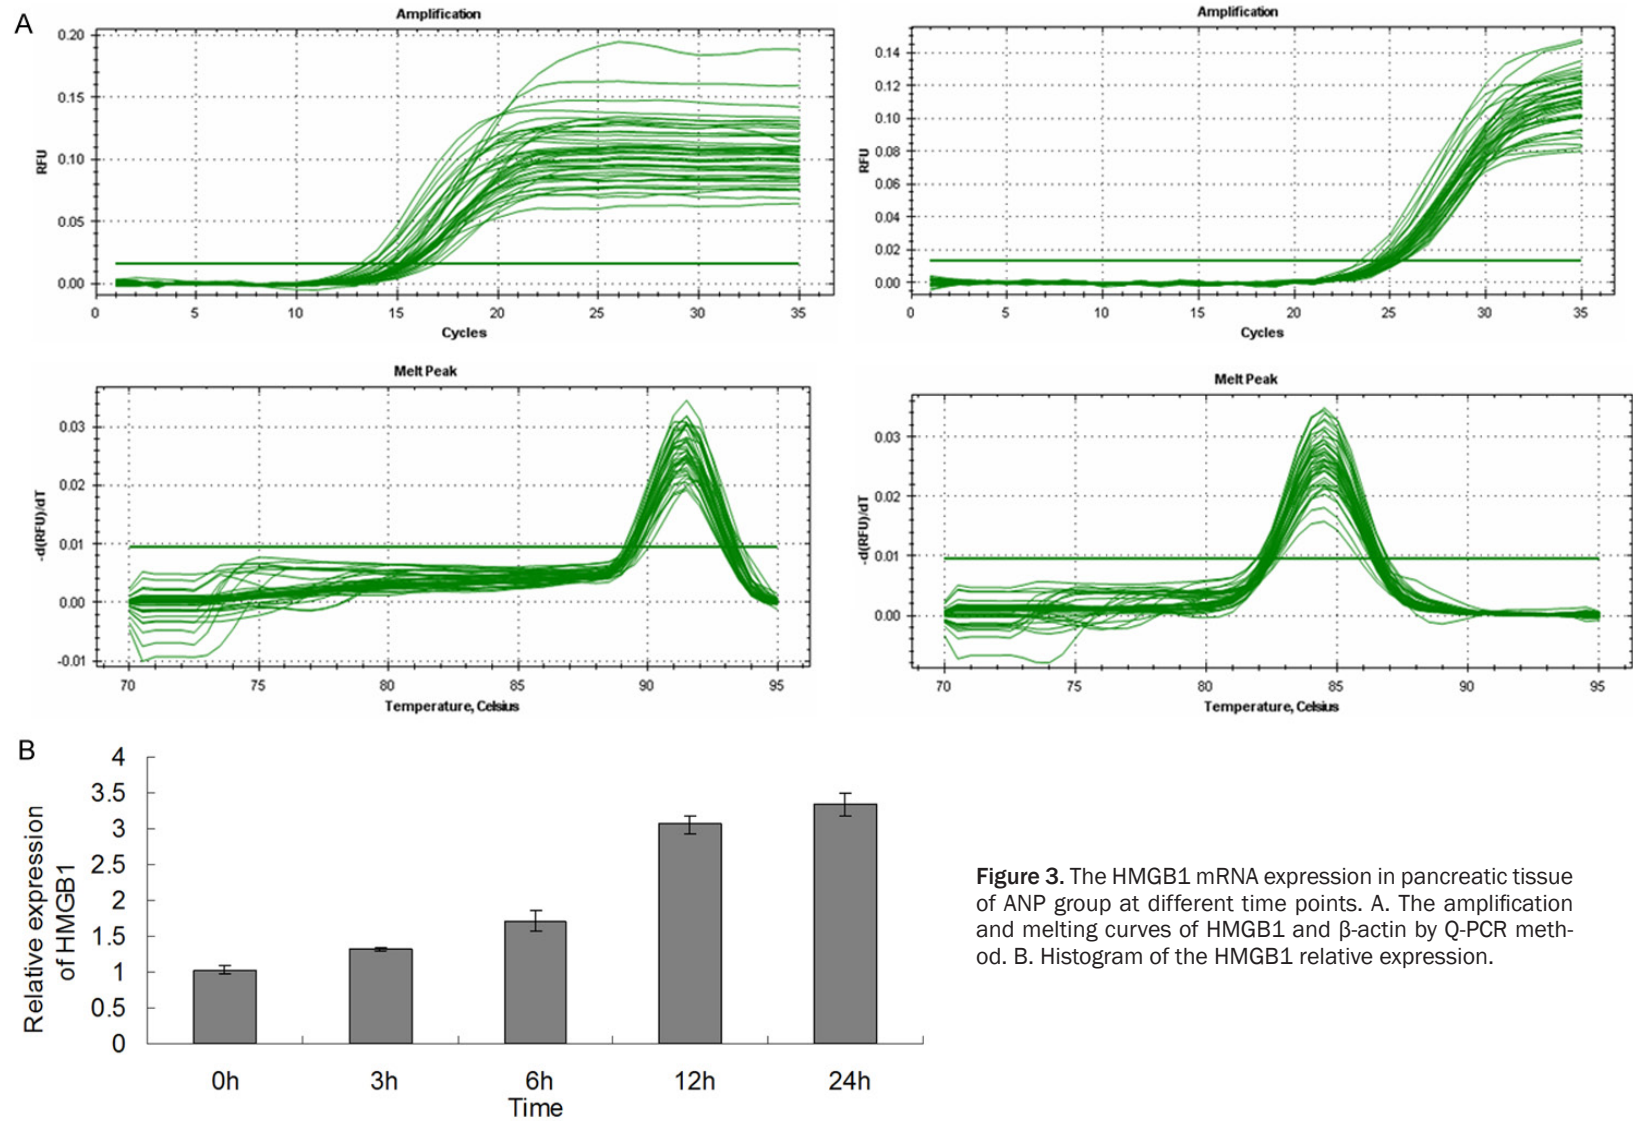 A
Amplification
0.20
0.15
0.10
0.05
0.00
RFU
0 5 10 15 20 25 30 35
Cycles
Amplification
0.14
0.12
0.10
0.08
0.06
0.04
0.02
0.00
RFU
0 5 10 15 20 25 30 35
Cycles
Melt Peak
0.03
0.02
0.01
0.00
-0.01
-d(RFU)/dT
70 75 80 85 90 95
Temperature, Celsius
Melt Peak
0.03
0.02
0.01
0.00
-d(RFU)/dT
70 75 80 85 90 95
Temperature, Celsius
B
4
3.5
3
2.5
2
1.5
1
0.5
0
Relative expression
of HMGB1
0h 3h 6h 12h 24h
Time
Figure 3. The HMGB1 mRNA expression in pancreatic tissue
of ANP group at different time points. A. The amplification
and melting curves of HMGB1 and β-actin by Q-PCR meth-
od. B. Histogram of the HMGB1 relative expression.